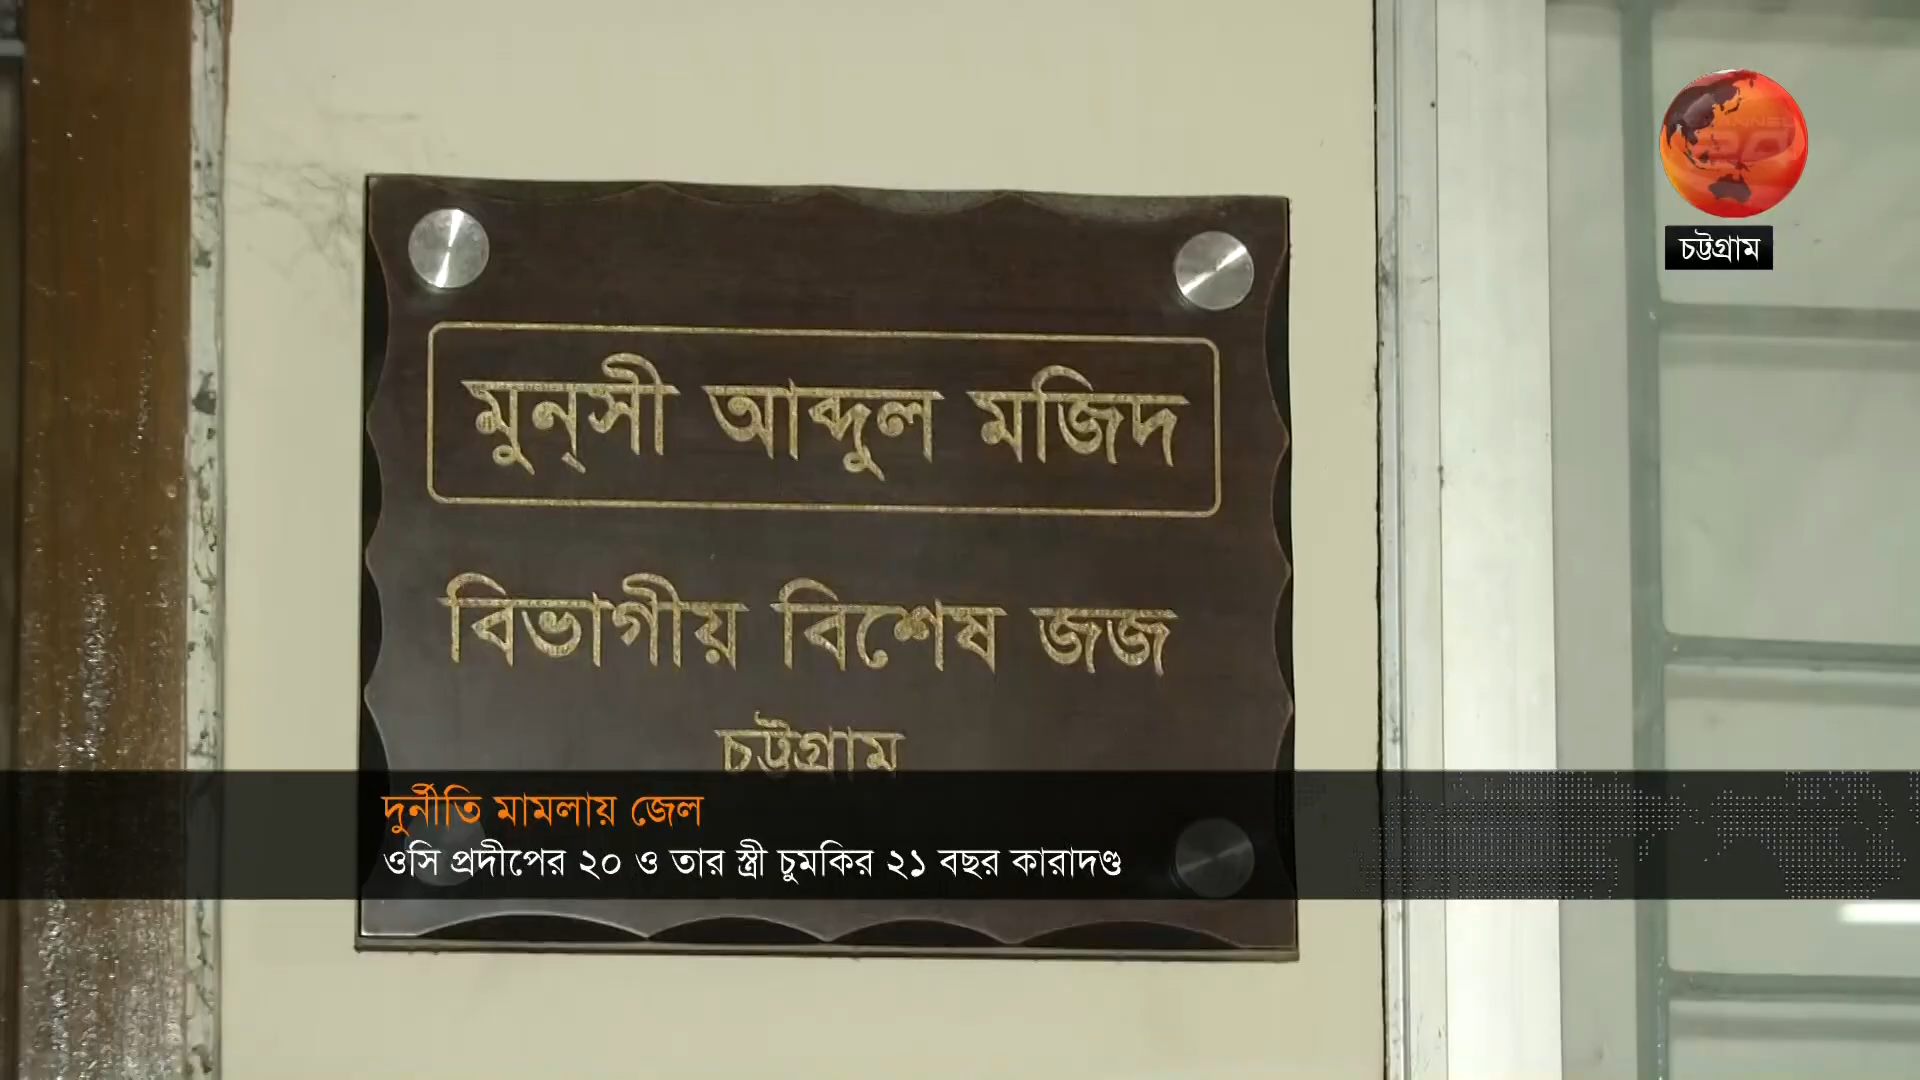 চট্টগ্রাম
মুন্‌সী আব্দুল মজিদ
বিভাগীয় বিশেষ জজ
চট্টগ্রাম
দুর্নীতি মামলায় জেল
ওসি প্রদীপের ২০ ও তার স্ত্রী চুমকির ২১ বছর কারাদণ্ড